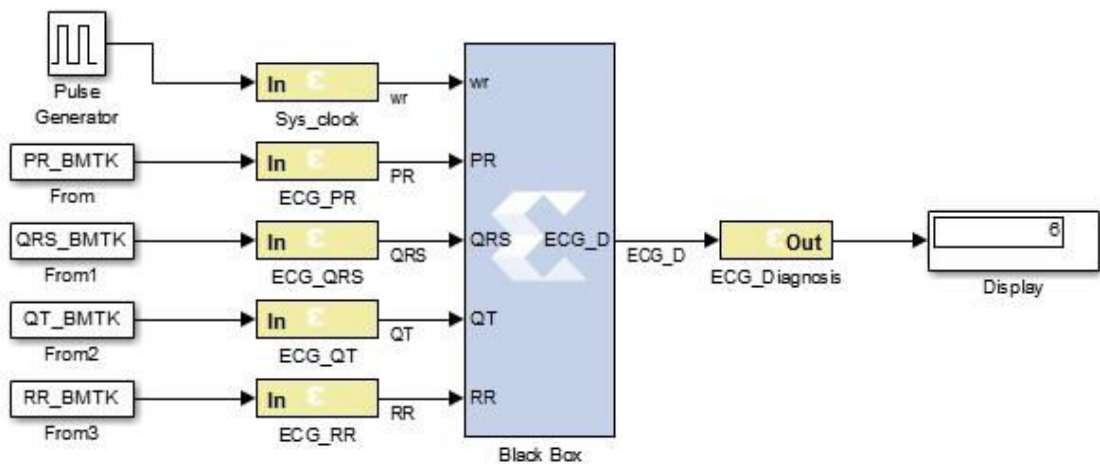 Pulse
Generator
In
Sys_clock
wr
wr
PR_BMTK
From
In
ECG_PR
PR
PR
QRS_BMTK
From1
In
ECG_QRS
QRS
QRS
ECG_D
ECG_D
Out
ECG_Diagnosis
6
Display
QT_BMTK
From2
In
ECG_QT
QT
QT
RR_BMTK
From3
In
ECG_RR
RR
RR
Black Box